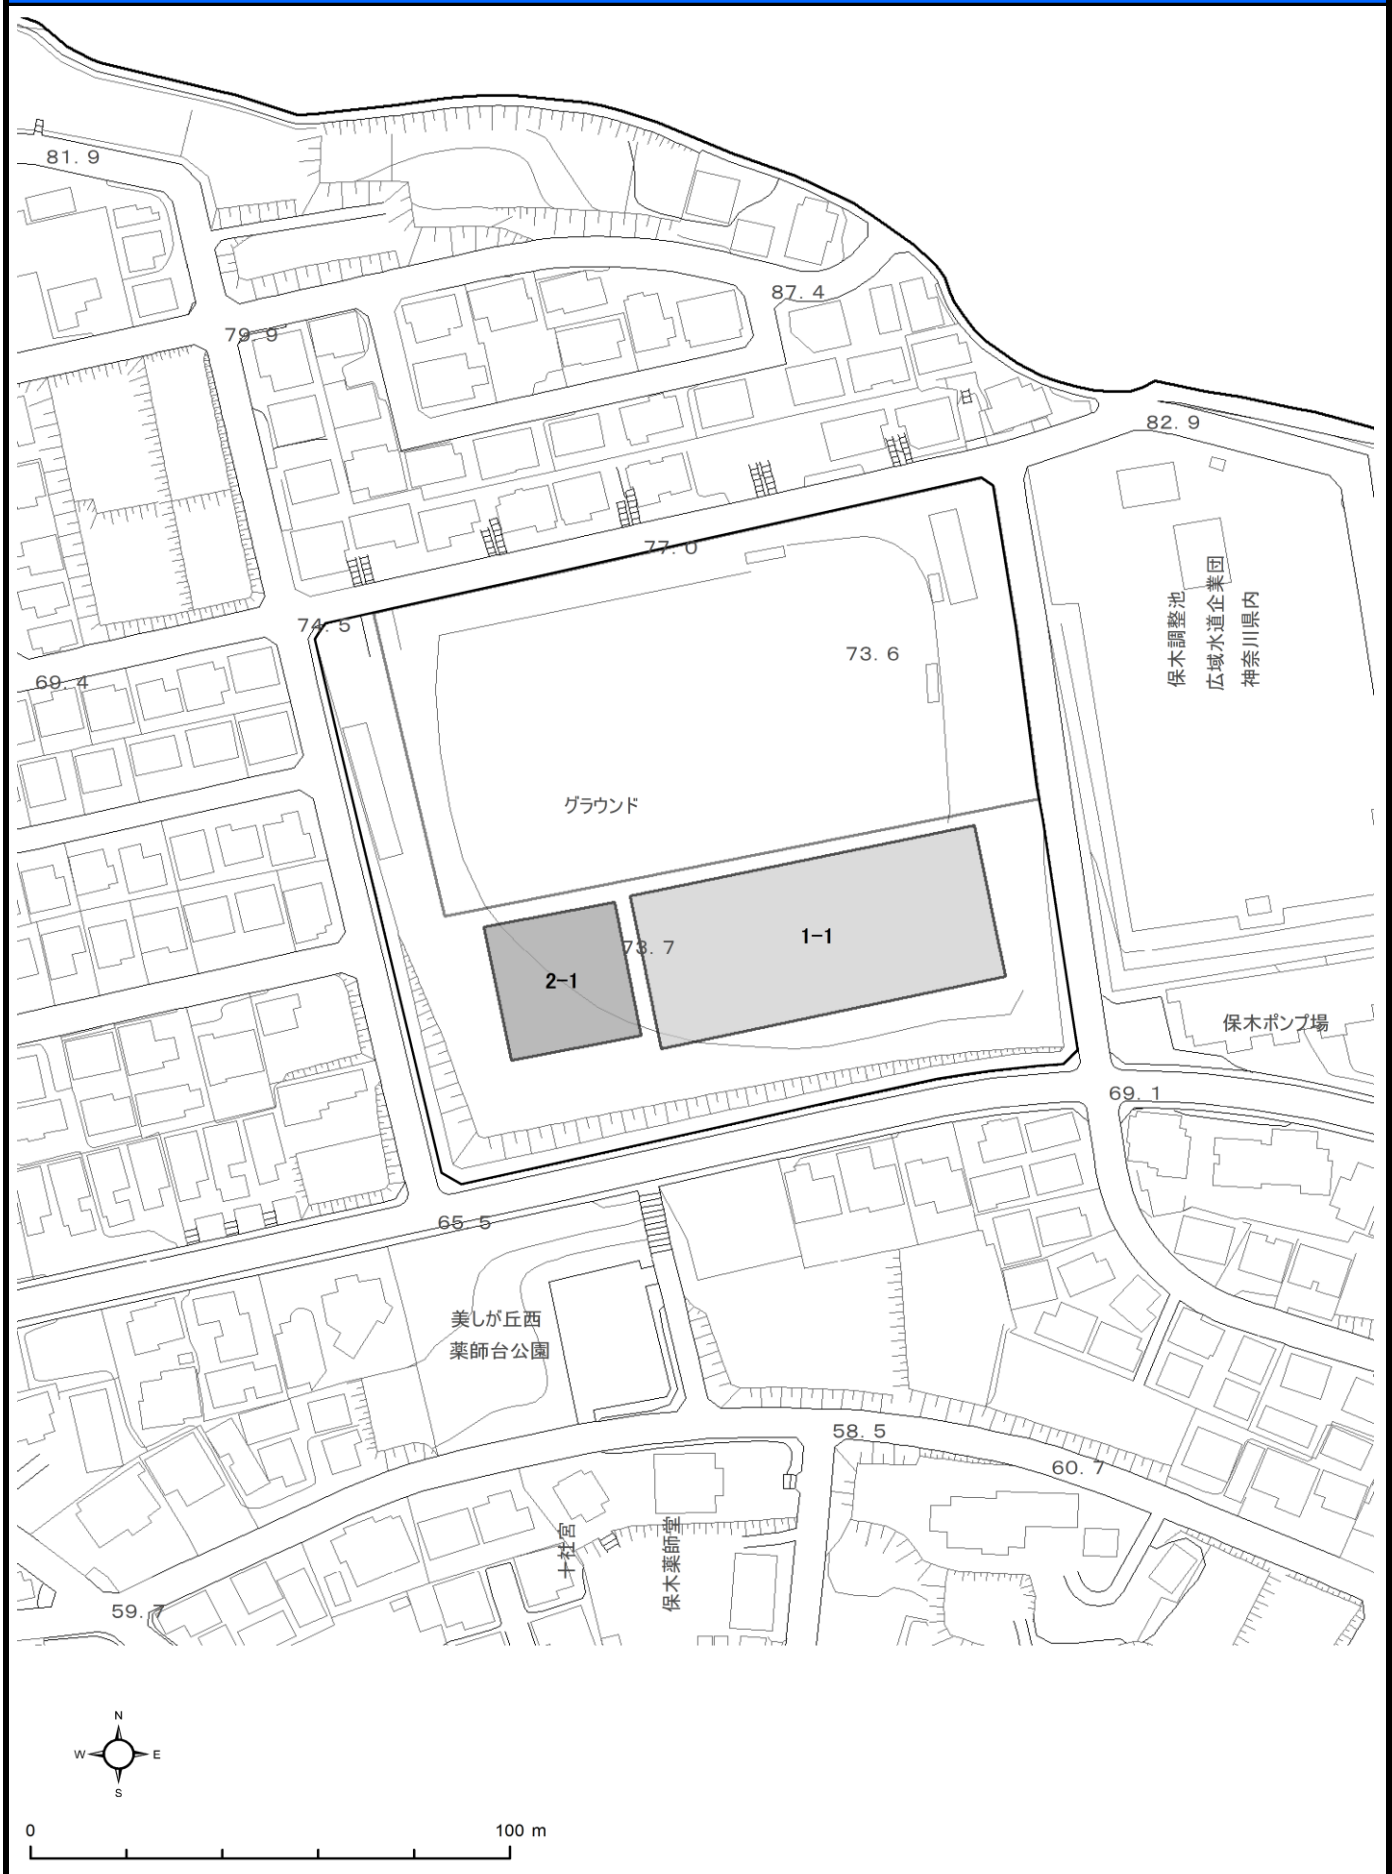 81. 9
87. 4
79. 9
82. 9
77. 0
神奈川県内
広域水道企業団
保木調整池
74. 5
73. 6
69. 4
グラウンド
1-1
73. 7
2-1
保木ポンプ場
69. 1
65. 5
美しが丘西
薬師台公園
58. 5
60. 7
十社宮
保木薬師堂
59. 7
N
W E
S
0 100 m